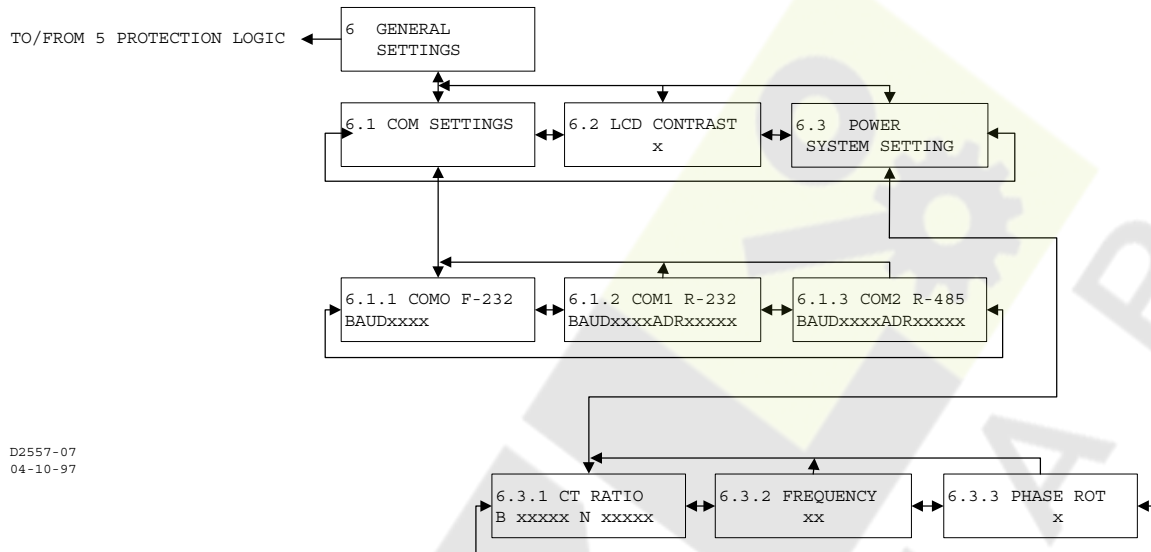 6 GENERAL
SETTINGS
TO/FROM 5 PROTECTION LOGIC
6.1 COM SETTINGS
6.2 LCD CONTRAST
x
6.3 POWER
SYSTEM SETTING
6.1.1 COMO F-232
BAUDxxxx
6.1.2 COM1 R-232
BAUDxxxxADRxxxxx
6.1.3 COM2 R-485
BAUDxxxxADRxxxxx
D2557-07
04-10-97
6.3.1 CT RATIO
B xxxxx N xxxxx
6.3.2 FREQUENCY
xx
6.3.3 PHASE ROT
x